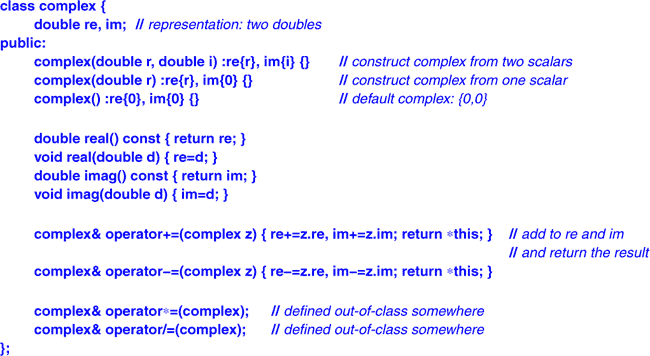 class complex {
double re, im; // representation: two doubles
public:
complex(double r, double i) :re{r}, im{i} {} // construct complex from two scalars
complex(double r) :re{r}, im{0} {} // construct complex from one scalar
complex() :re{0}, im{0} {} // default complex: {0,0}
double real() const { return re; }
void real(double d) { re=d; }
double imag() const { return im; }
void imag(double d) { im=d; }
complex& operator+=(complex z) { re+=z.re, im+=z.im; return *this; } // add to re and im
// and return the result
complex& operator−=(complex z) { re−=z.re, im−=z.im; return *this; }
complex& operator*=(complex); // defined out-of-class somewhere
complex& operator/=(complex); // defined out-of-class somewhere
};